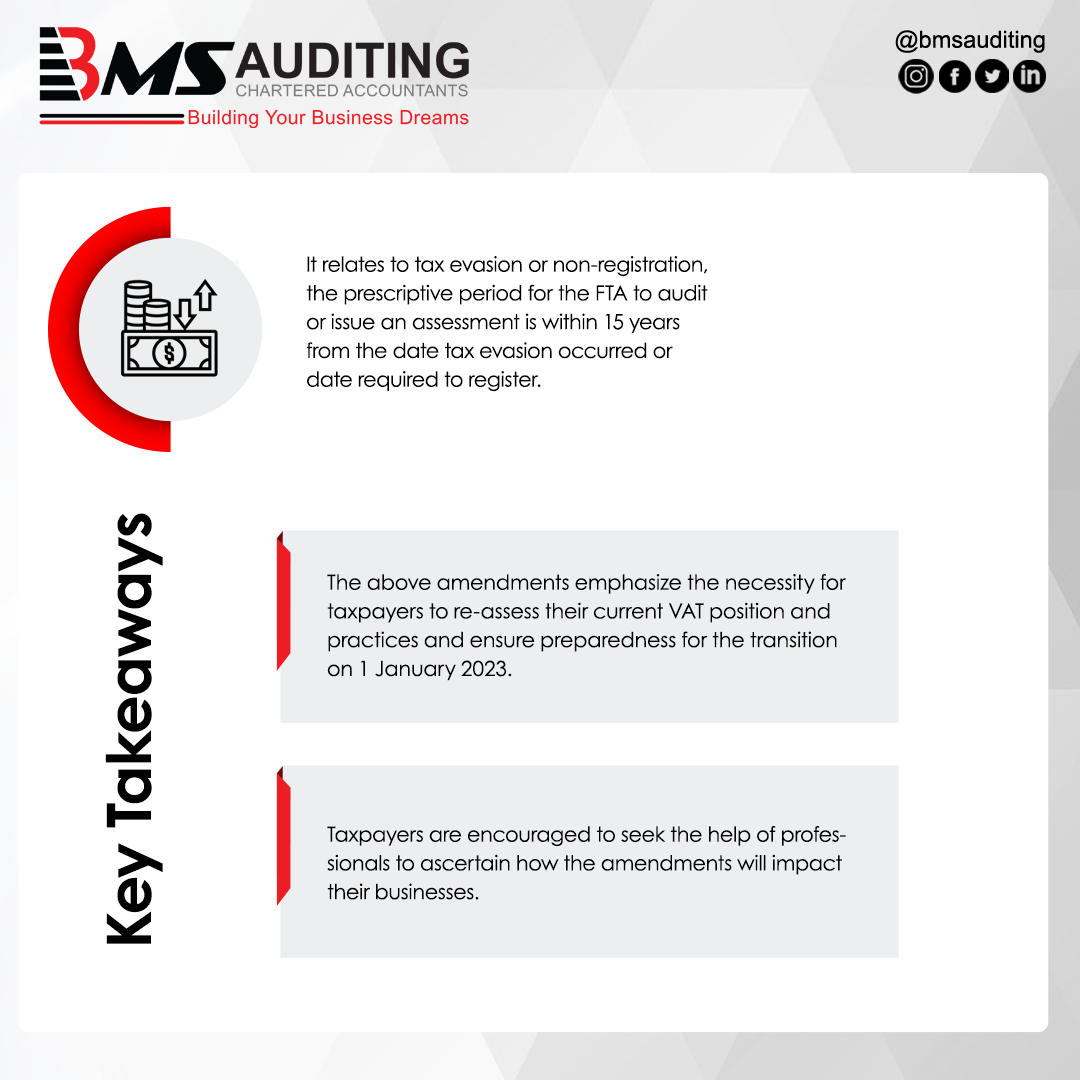 BMS AUDITING
CHARTERED ACCOUNTANTS
Building Your Business Dreams
@bmsauditing
It relates to tax evasion or non-registration,
the prescriptive period for the FTA to audit
or issue an assessment is within 15 years
from the date tax evasion occurred or
date required to register.
Key Takeaways
The above amendments emphasize the necessity for
taxpayers to re-assess their current VAT position and
practices and ensure preparedness for the transition
on 1 January 2023.
Taxpayers are encouraged to seek the help of profes-
sionals to ascertain how the amendments will impact
their businesses.